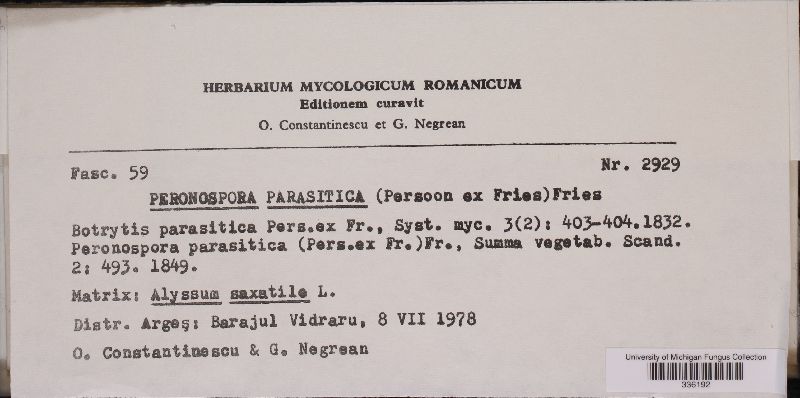 HERBARIUM MYCOLOGICUM ROMANICUM
Editionem curavit
O. Constantinescu et G. Negrean
Fasc. 59
Nr. 2929
PERONOSPORA PARASITICA (Persoon ex Fries)Fries
Botrytis parasitica Pers.ex Fr., Syst. myc. 3(2): 403-404.1832.
Peronospora parasitica (Pers.ex Fr.)Fr., Summa vegetab. Scand.
2: 493. 1849.
Matrix: Alyssum saxatile L.
Distr. Argeş: Barajul Vidraru, 8 VII 1978
O. Constantinescu & G. Negrean
University of Michigan Fungus Collection
336192